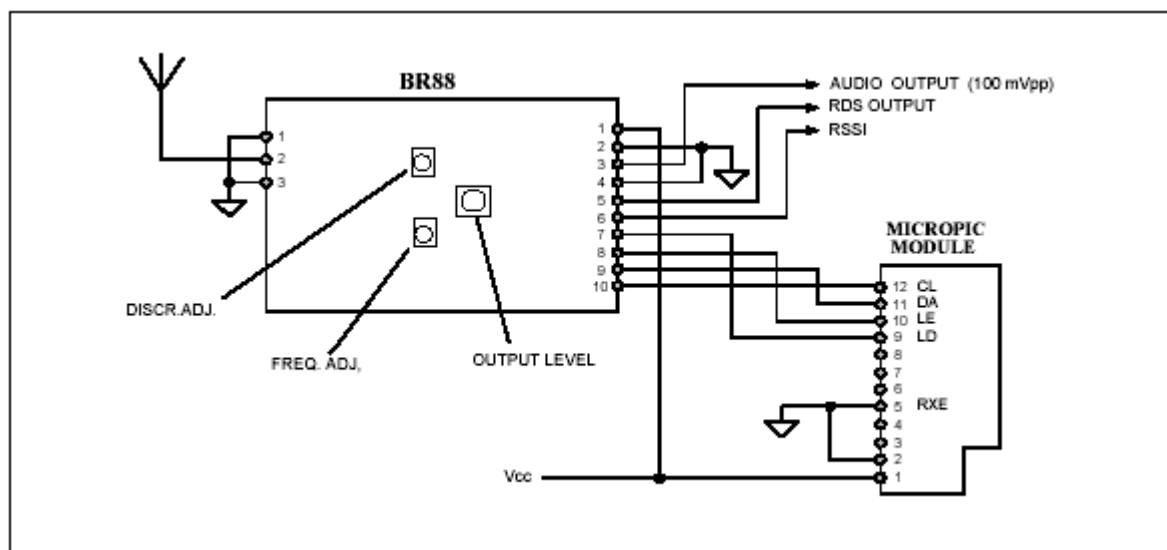 BR88
AUDIO OUTPUT (100 mVpp)
RDS OUTPUT
RSSI
1
2
3
1
2
3
4
5
6
7
8
9
10
DISCR.ADJ.
FREQ. ADJ,
OUTPUT LEVEL
MICROPIC
MODULE
12 CL
11 DA
10 LE
9 LD
8
7
6
5 RXE
4
3
2
1
Vcc